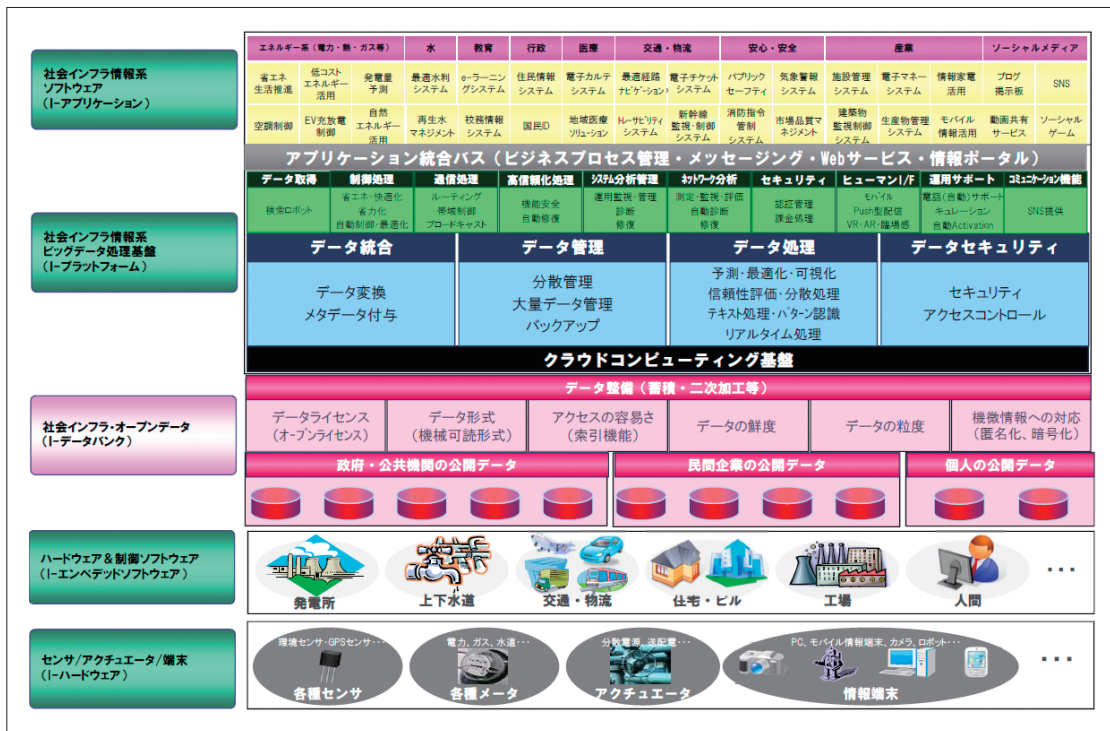 社会インフラ情報系
ソフトウェア
(I-アプリケーション)
エネルギー系(電力・熱・ガス等) 水 教育 行政 医療 交通・物流 安心・安全 産業 ソーシャルメディア
省エネ
生活推進
低コスト
エネルギー
活用
発電量
予測
最適水利
システム
e-ラーニン
グシステム
住民情報
システム
電子カルテ
システム
最適経路
ナビゲーション
電子チケット
システム
パブリック
セーフティ
気象警報
システム
施設管理
システム
電子マネー
システム
情報家電
活用
ブログ
掲示板
SNS
空調制御
EV充放電
制御
自然
エネルギー
活用
再生水
マネジメント
校務情報
システム
国民ID
地域医療
ソリューション
トレーサビリティ
システム
新幹線
監視・制御
システム
消防指令
管制
システム
市場品質マ
ネジメント
建築物
監視制御
システム
生産物管理
システム
モバイル
情報活用
動画共有
サービス
ソーシャル
ゲーム
アプリケーション統合バス(ビジネスプロセス管理・メッセージング・Webサービス・情報ポータル)
社会インフラ情報系
ビッグデータ処理基盤
(I-プラットフォーム)
データ取得 制御処理 通信処理 高信頼化処理 システム分析管理 ネットワーク分析 セキュリティ ヒューマンI/F 運用サポート コミュニケーション機能
検索ロボット
省エネ・快適化
省力化
自動制御・最適化
ルーティング
帯域制御
ブロードキャスト
機能安全
自動修復
運用監視・管理
診断
修復
測定・監視・評価
自動診断
修復
認証管理
課金処理
モバイル
Push型配信
VR・AR・臨場感
電話(自動)サポート
キュレーション
自動Activation
SNS提供
データ統合 データ管理 データ処理 データセキュリティ
データ変換
メタデータ付与
分散管理
大量データ管理
バックアップ
予測・最適化・可視化
信頼性評価・分散処理
テキスト処理・パターン認識
リアルタイム処理
セキュリティ
アクセスコントロール
クラウドコンピューティング基盤
社会インフラ・オープンデータ
(I-データバンク)
データ整備(蓄積・二次加工等)
データライセンス
(オープンライセンス)
データ形式
(機械可読形式)
アクセスの容易さ
(索引機能)
データの鮮度
データの粒度
機微情報への対応
(匿名化、暗号化)
政府・公共機関の公開データ 民間企業の公開データ 個人の公開データ
ハードウェア&制御ソフトウェア
(I-エンベデッドソフトウェア)
発電所 上下水道 交通・物流 住宅・ビル 工場 人間 ・・・
センサ/アクチュエータ/端末
(I-ハードウェア)
環境センサ・GPSセンサ・・・
各種センサ
電力、ガス、水道・・・
各種メータ
分散電源、送配電・・・
アクチュエータ
PC、モバイル情報端末、カメラ、ロボット・・・
情報端末
・・・